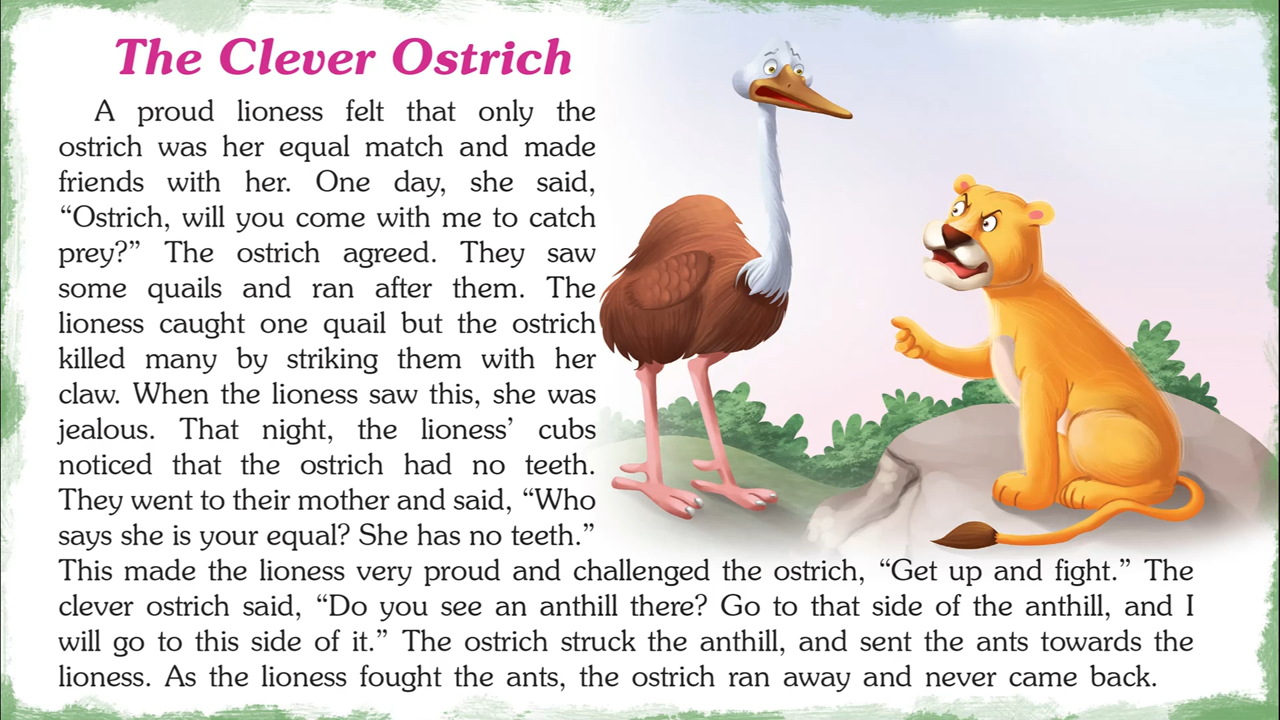 The Clever Ostrich
A proud lioness felt that only the
ostrich was her equal match and made
friends with her. One day, she said,
“Ostrich, will you come with me to catch
prey?” The ostrich agreed. They saw
some quails and ran after them. The
lioness caught one quail but the ostrich
killed many by striking them with her
claw. When the lioness saw this, she was
jealous. That night, the lioness’ cubs
noticed that the ostrich had no teeth.
They went to their mother and said, “Who
says she is your equal? She has no teeth.”
This made the lioness very proud and challenged the ostrich, “Get up and fight.” The
clever ostrich said, “Do you see an anthill there? Go to that side of the anthill, and I
will go to this side of it.” The ostrich struck the anthill, and sent the ants towards the
lioness. As the lioness fought the ants, the ostrich ran away and never came back.